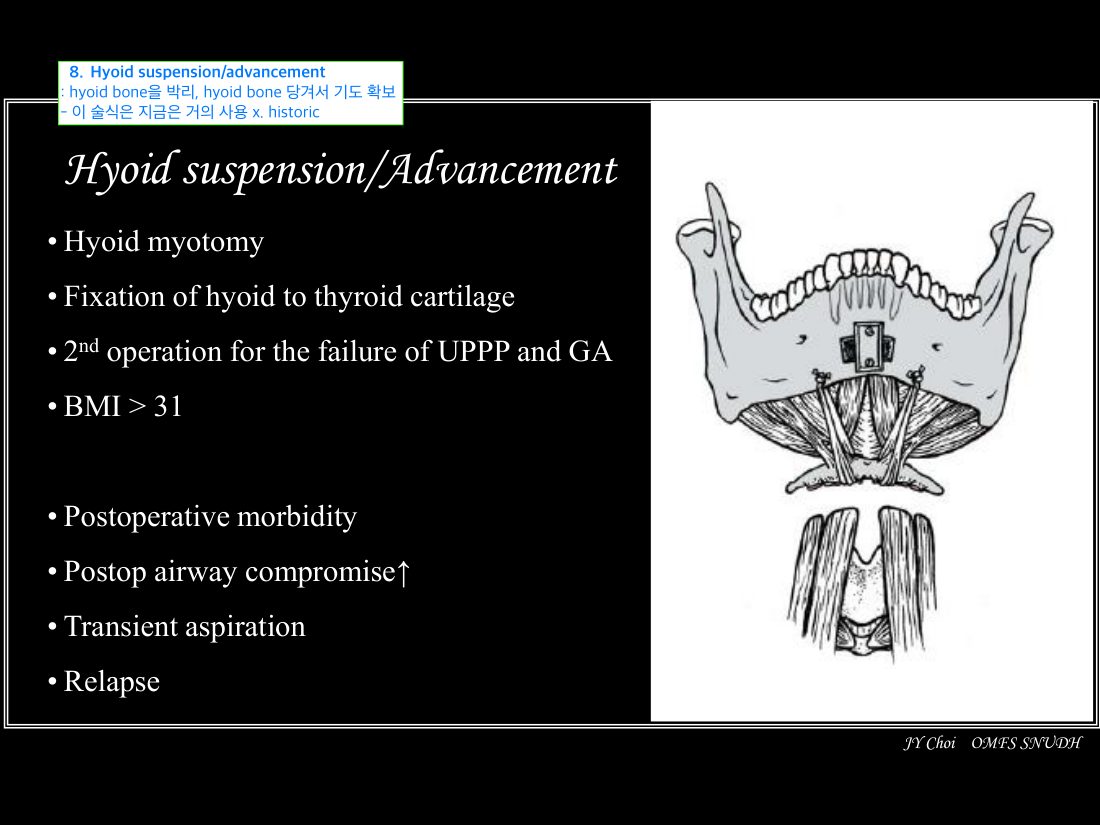 8. Hyoid suspension/advancement
: hyoid bone을 박리, hyoid bone 당겨서 기도 확보
- 이 술식은 지금은 거의 사용 x. historic
Hyoid suspension/Advancement
• Hyoid myotomy
• Fixation of hyoid to thyroid cartilage
• 2nd operation for the failure of UPPP and GA
• BMI > 31
• Postoperative morbidity
• Postop airway compromise↑
• Transient aspiration
• Relapse
JY Choi OMFS SNUDH